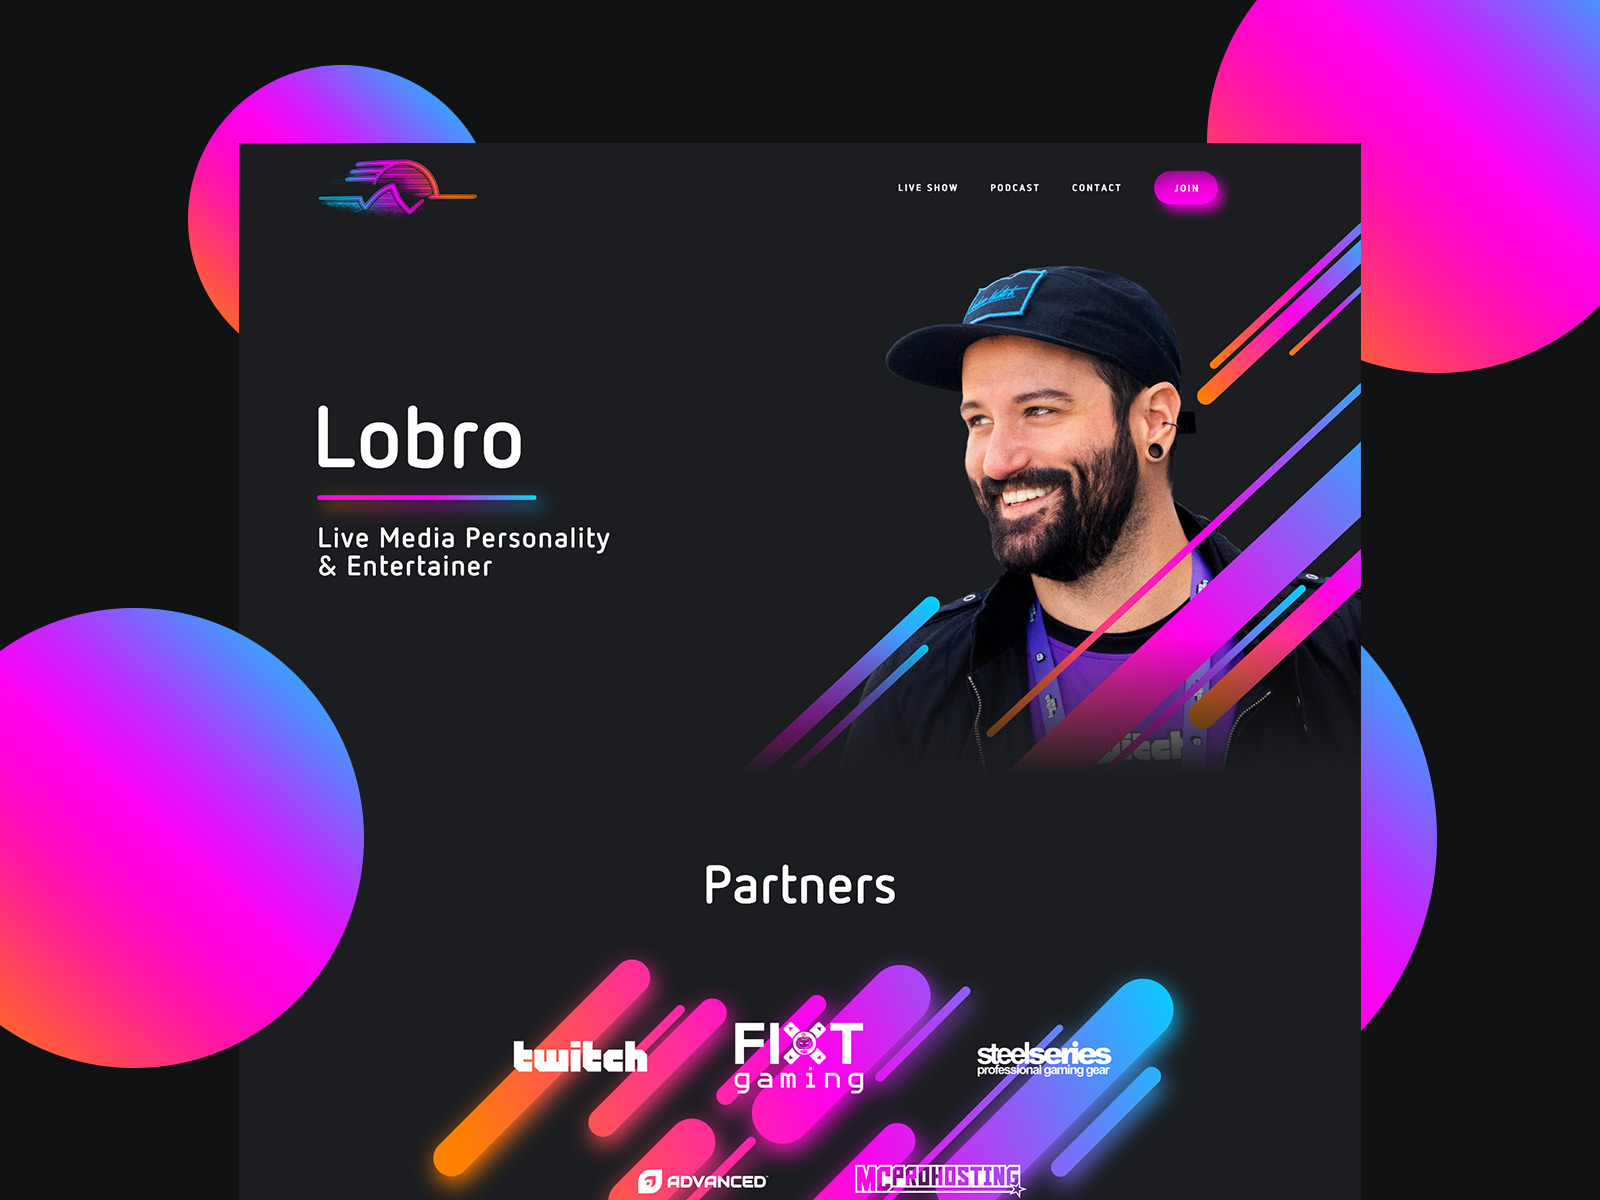 LIVE SHOW PODCAST CONTACT JOIN
Lobro
Live Media Personality
& Entertainer
Partners
twitch
FIXT
gaming
steelseries
professional gaming gear
ADVANCED
MCPROHOSTING